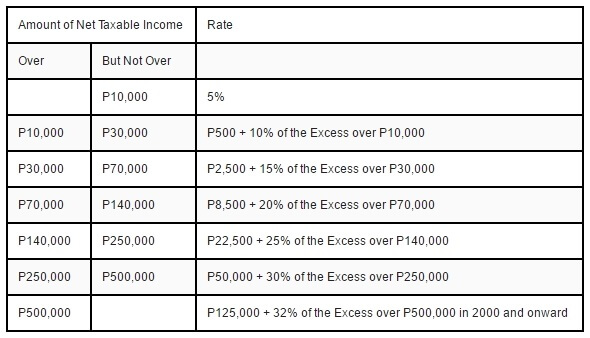 Amount of Net Taxable Income Rate
Over But Not Over
P10,000 5%
P10,000 P30,000 P500 + 10% of the Excess over P10,000
P30,000 P70,000 P2,500 + 15% of the Excess over P30,000
P70,000 P140,000 P8,500 + 20% of the Excess over P70,000
P140,000 P250,000 P22,500 + 25% of the Excess over P140,000
P250,000 P500,000 P50,000 + 30% of the Excess over P250,000
P500,000 P125,000 + 32% of the Excess over P500,000 in 2000 and onward